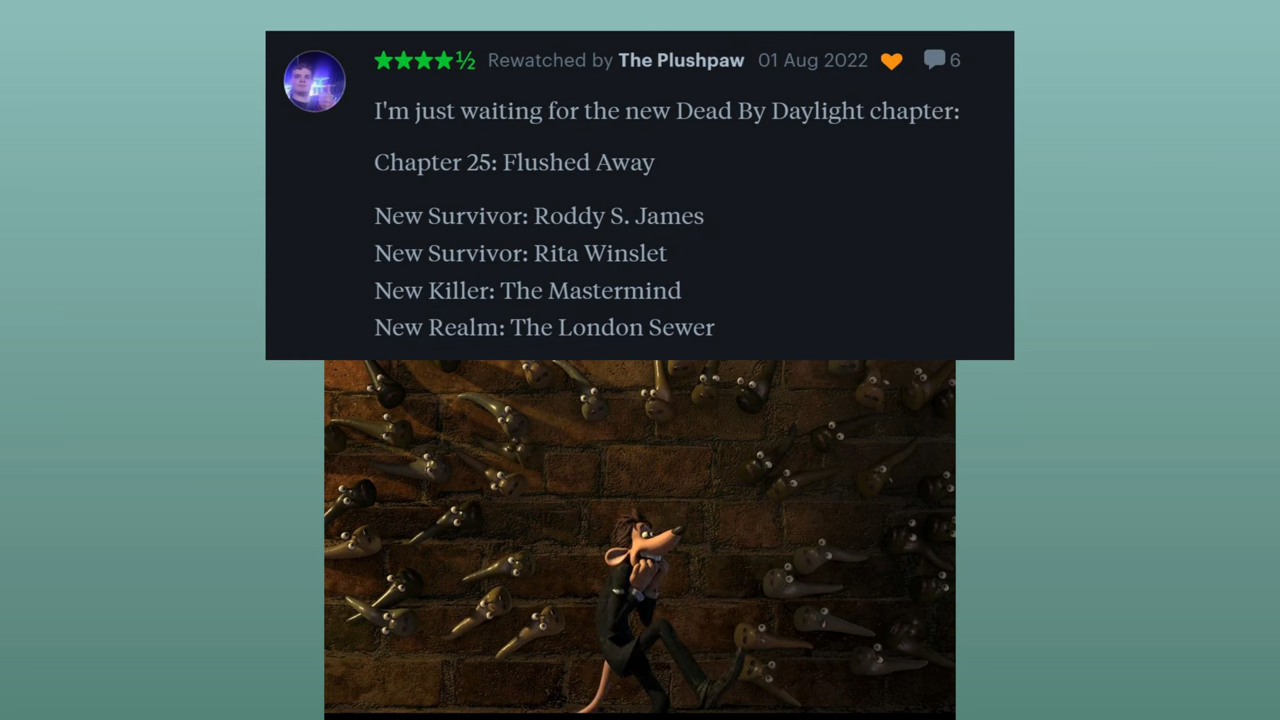 ★★★★½ Rewatched by The Plushpaw 01 Aug 2022 6
I'm just waiting for the new Dead By Daylight chapter:
Chapter 25: Flushed Away
New Survivor: Roddy S. James
New Survivor: Rita Winslet
New Killer: The Mastermind
New Realm: The London Sewer